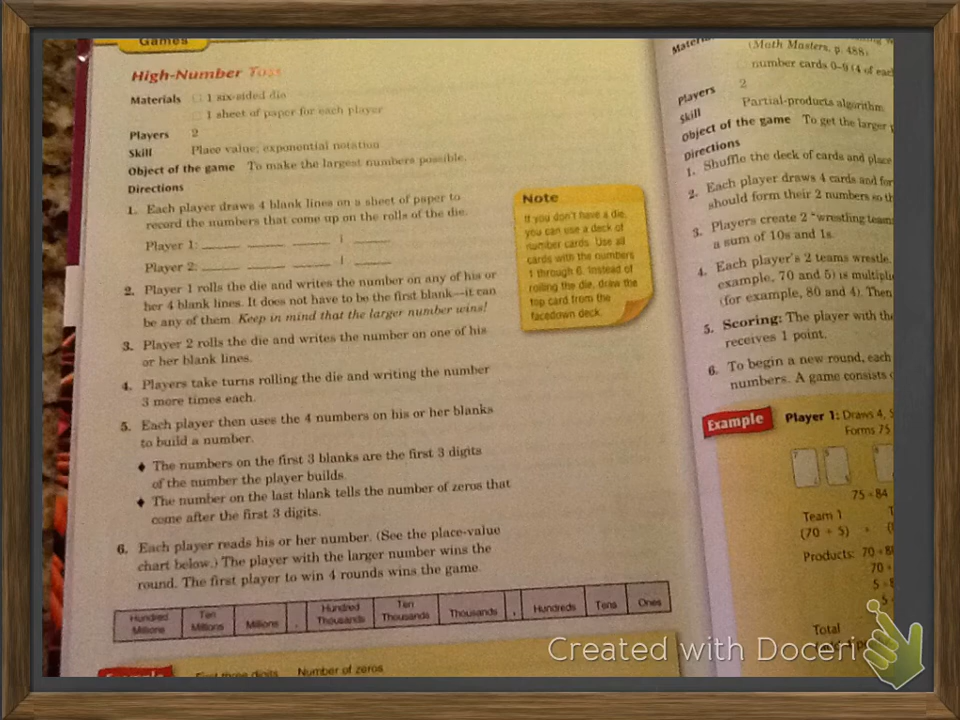 Games
High-Number Toss
Materials □ 1 six-sided die
□ 1 sheet of paper for each player
Players 2
Skill Place value; exponential notation
Object of the game To make the largest numbers possible.
Directions
1. Each player draws 4 blank lines on a sheet of paper to
record the numbers that come up on the rolls of the die.
Player 1: ____ ____ ____ | ____
Player 2: ____ ____ ____ | ____
2. Player 1 rolls the die and writes the number on any of his or
her 4 blank lines. It does not have to be the first blank—it can
be any of them. Keep in mind that the larger number wins!
3. Player 2 rolls the die and writes the number on one of his
or her blank lines.
4. Players take turns rolling the die and writing the number
3 more times each.
5. Each player then uses the 4 numbers on his or her blanks
to build a number.
♦ The numbers on the first 3 blanks are the first 3 digits
of the number the player builds.
♦ The number on the last blank tells the number of zeros that
come after the first 3 digits.
6. Each player reads his or her number. (See the place-value
chart below.) The player with the larger number wins the
round. The first player to win 4 rounds wins the game.
Hundred Millions Ten Millions Millions , Hundred Thousands Ten Thousands Thousands , Hundreds Tens Ones
Example First three digits Number of zeros
Note
If you don't have a die,
you can use a deck of
number cards. Use all
cards with the numbers
1 through 6. Instead of
rolling the die, draw the
top card from the
facedown deck.
(Math Masters, p. 488)
number cards 0–9 (4 of each
Players 2
Skill Partial-products algorithm
Object of the game To get the larger
Directions
1. Shuffle the deck of cards and place
2. Each player draws 4 cards and
should form their 2 numbers so
3. Players create 2 "wrestling teams
a sum of 10s and 1s.
4. Each player's 2 teams wrestle.
example, 70 and 5) is
(for example, 80 and 4). Then
5. Scoring: The player with the
receives 1 point.
6. To begin a new round, each
numbers. A game consists
Example Player 1: Draws 4,
Forms 75
75 * 84
Team 1
(70 + 5) *
Products: 70 *
70 *
5 *
5
Total
Created with Doceri